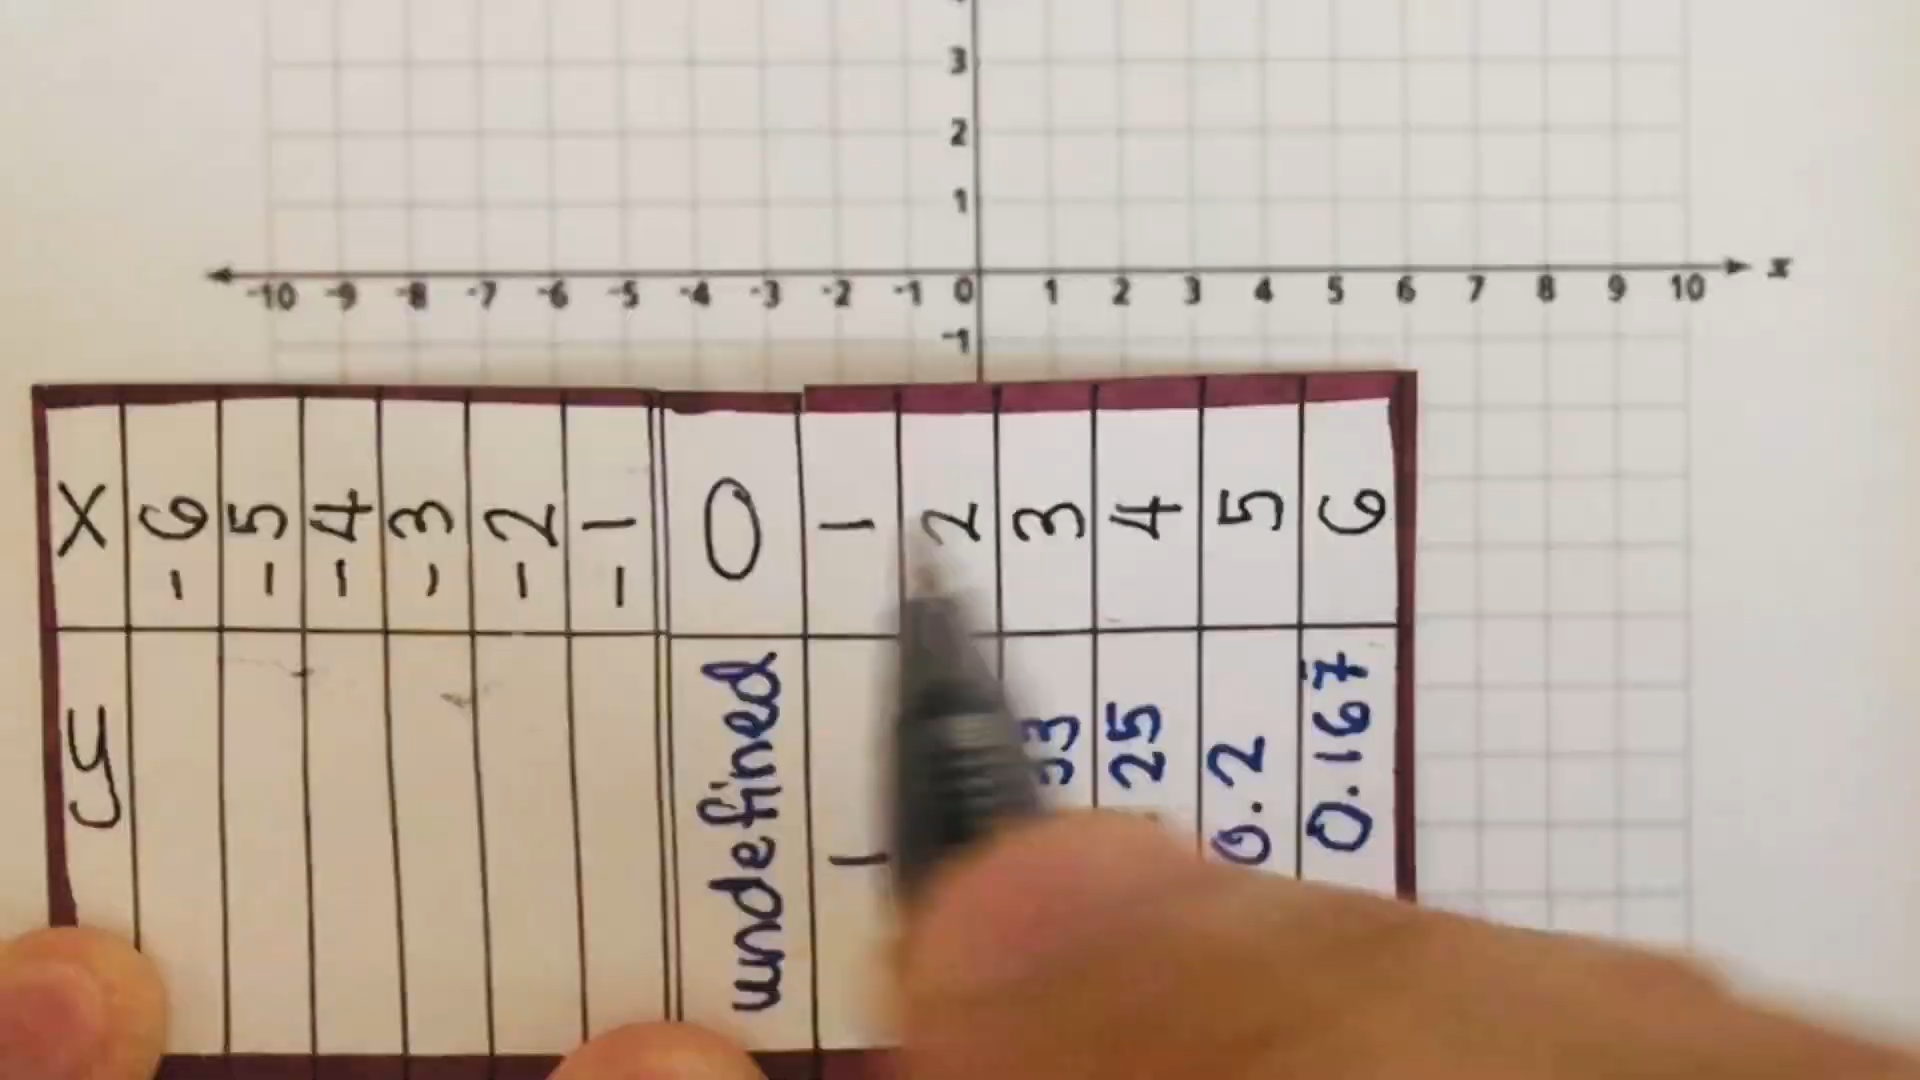 3
2
1
-10 -9 -8 -7 -6 -5 -4 -3 -2 -1 0 1 2 3 4 5 6 7 8 9 10 x
-1
X -6 -5 -4 -3 -2 -1 0 1 2 3 4 5 6
y undefined 1 33 25 0.2 0.167